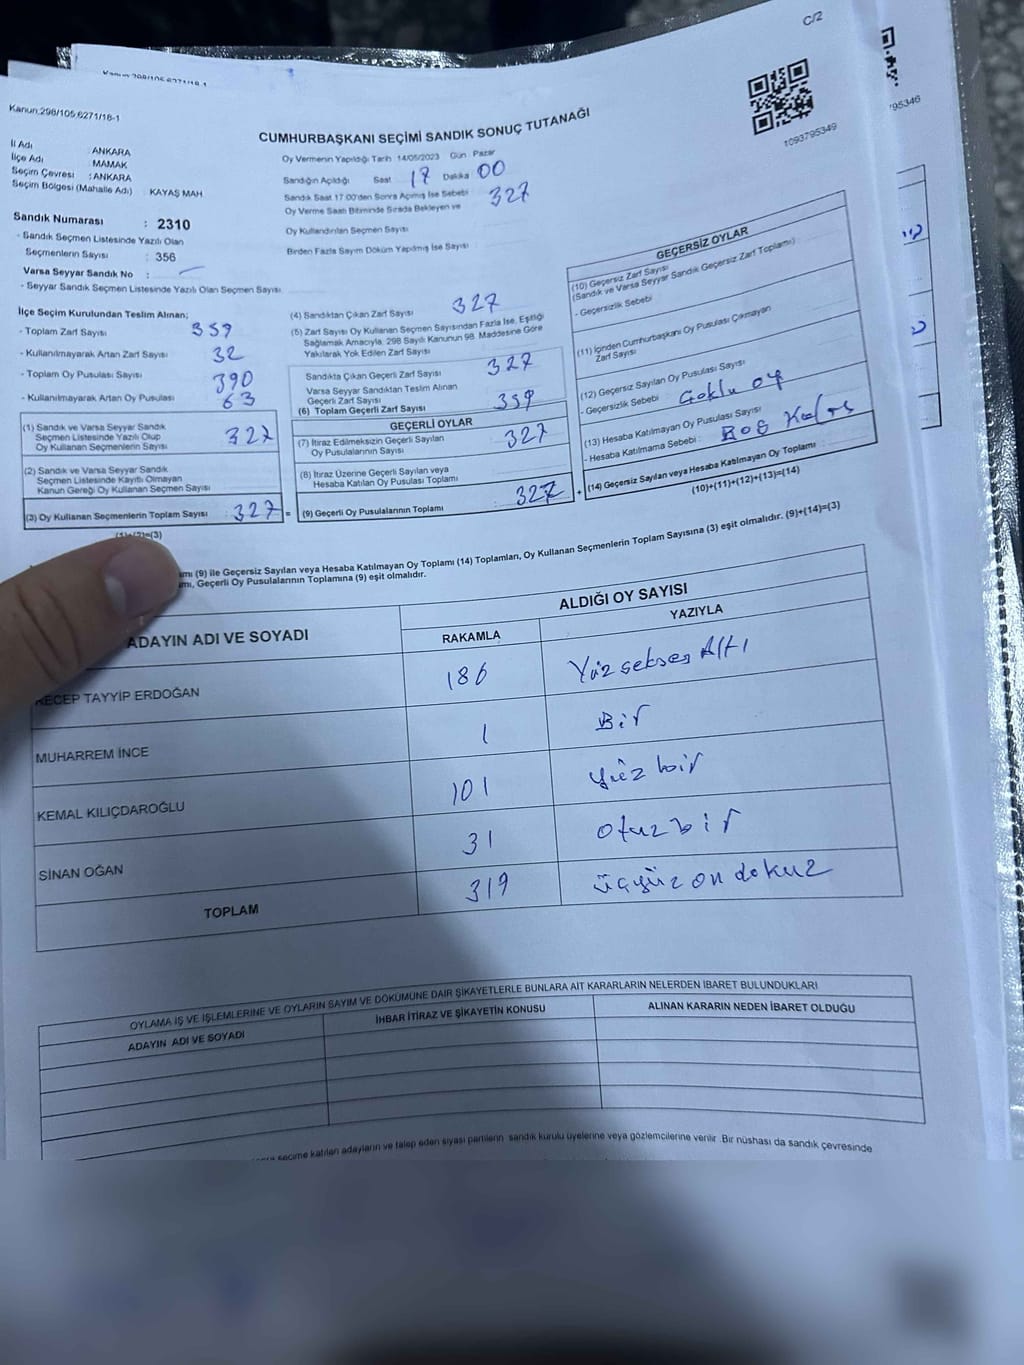 C/2
Kanun:298/105,6271/18-1
1093795349
CUMHURBAŞKANI SEÇİMİ SANDIK SONUÇ TUTANAĞI
İl Adı : ANKARA
İlçe Adı : MAMAK
Seçim Çevresi : ANKARA
Seçim Bölgesi (Mahalle Adı) : KAYAŞ MAH
Sandık Numarası : 2310
- Sandık Seçmen Listesinde Yazılı Olan
Seçmenlerin Sayısı : 356
Varsa Seyyar Sandık No :
- Seyyar Sandık Seçmen Listesinde Yazılı Olan Seçmen Sayısı
Oy Vermenin Yapıldığı Tarih 14/05/2023 Gün Pazar
Sandığın Açıldığı Saat 17 Dakika 00
Sandık Saat 17:00'den Sonra Açılmış İse Sebebi
Oy Verme Saati Bitiminde Sırada Bekleyen ve 327
Oy Kullandırılan Seçmen Sayısı
Birden Fazla Sayım Döküm Yapılmış İse Sayısı
İlçe Seçim Kurulundan Teslim Alınan;
- Toplam Zarf Sayısı 359
- Kullanılmayarak Artan Zarf Sayısı 32
- Toplam Oy Pusulası Sayısı 390
- Kullanılmayarak Artan Oy Pusulası 63
(1) Sandık ve Varsa Seyyar Sandık
Seçmen Listesinde Yazılı Olup
Oy Kullanan Seçmenlerin Sayısı 327
(2) Sandık ve Varsa Seyyar Sandık
Seçmen Listesinde Kayıtlı Olmayan
Kanun Gereği Oy Kullanan Seçmen Sayısı
(3) Oy Kullanan Seçmenlerin Toplam Sayısı : 327 =
(1)+(2)=(3)
(4) Sandıktan Çıkan Zarf Sayısı 327
(5) Zarf Sayısı Oy Kullanan Seçmen Sayısından Fazla İse, Eşitliği
Sağlamak Amacıyla, 298 Sayılı Kanunun 98. Maddesine Göre
Yakılarak Yok Edilen Zarf Sayısı
Sandıkta Çıkan Geçerli Zarf Sayısı 327
Varsa Seyyar Sandıktan Teslim Alınan
Geçerli Zarf Sayısı
(6) Toplam Geçerli Zarf Sayısı 359
GEÇERLİ OYLAR
(7) İtiraz Edilmeksizin Geçerli Sayılan
Oy Pusulalarının Sayısı 327
(8) İtiraz Üzerine Geçerli Sayılan veya
Hesaba Katılan Oy Pusulası Toplamı
(9) Geçerli Oy Pusulalarının Toplamı : 327 +
GEÇERSİZ OYLAR
(10) Geçersiz Zarf Sayısı
(Sandık ve Varsa Seyyar Sandık Geçersiz Zarf Toplamı)
- Geçersizlik Sebebi
(11) İçinden Cumhurbaşkanı Oy Pusulası Çıkmayan
Zarf Sayısı
(12) Geçersiz Sayılan Oy Pusulası Sayısı
- Geçersizlik Sebebi Çoklu oy
(13) Hesaba Katılmayan Oy Pusulası Sayısı
- Hesaba Katılmama Sebebi : Boş
(14) Geçersiz Sayılan veya Hesaba Katılmayan Oy Toplamı
(10)+(11)+(12)+(13)=(14)
(9) ile Geçersiz Sayılan veya Hesaba Katılmayan Oy Toplamı (14) Toplamları, Oy Kullanan Seçmenlerin Toplam Sayısına (3) eşit olmalıdır. (9)+(14)=(3)
Geçerli Oy Pusulalarının Toplamına (9) eşit olmalıdır.
ADAYIN ADI VE SOYADI
ALDIĞI OY SAYISI
RAKAMLA YAZIYLA
RECEP TAYYİP ERDOĞAN 186 Yüz seksen Altı
MUHARREM İNCE 1 Bir
KEMAL KILIÇDAROĞLU 101 yüz bir
SİNAN OĞAN 31 otuz bir
TOPLAM 319 üçyüz on dokuz
OYLAMA İŞ VE İŞLEMLERİNE VE OYLARIN SAYIM VE DÖKÜMÜNE DAİR ŞİKAYETLERLE BUNLARA AİT KARARLARIN NELERDEN İBARET BULUNDUKLARI
ADAYIN ADI VE SOYADI İHBAR İTİRAZ VE ŞİKAYETİN KONUSU ALINAN KARARIN NEDEN İBARET OLDUĞU
seçime katılan adayların ve talep eden siyasi partilerin sandık kurulu üyelerine veya gözlemcilerine verilir. Bir nüshası da sandık çevresinde